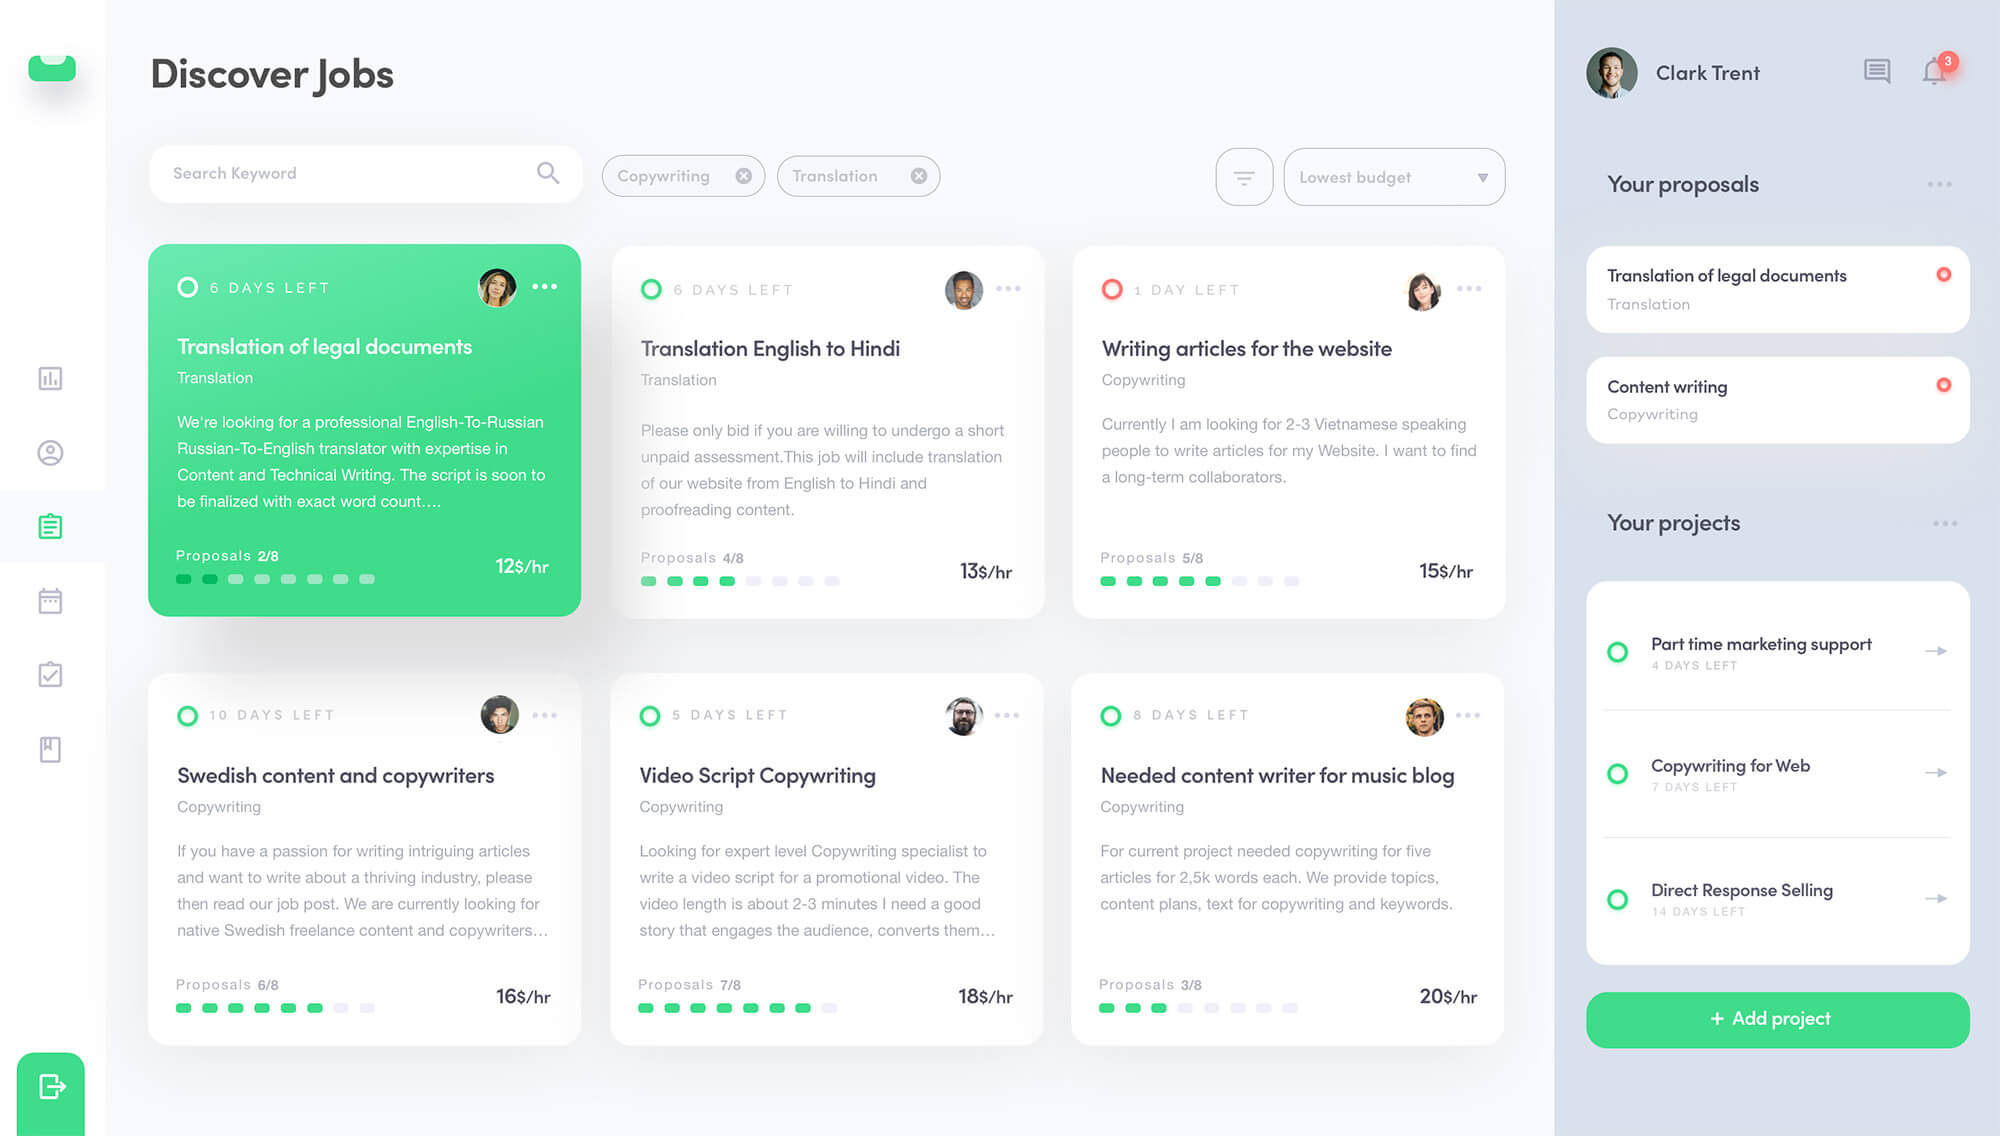 Discover Jobs
Search Keyword
Copywriting
Translation
Lowest budget
6 DAYS LEFT
Translation of legal documents
Translation
We're looking for a professional English-To-Russian
Russian-To-English translator with expertise in
Content and Technical Writing. The script is soon to
be finalized with exact word count....
Proposals 2/8
12$/hr
6 DAYS LEFT
Translation English to Hindi
Translation
Please only bid if you are willing to undergo a short
unpaid assessment.This job will include translation
of our website from English to Hindi and
proofreading content.
Proposals 4/8
13$/hr
1 DAY LEFT
Writing articles for the website
Copywriting
Currently I am looking for 2-3 Vietnamese speaking
people to write articles for my Website. I want to find
a long-term collaborators.
Proposals 5/8
15$/hr
10 DAYS LEFT
Swedish content and copywriters
Copywriting
If you have a passion for writing intriguing articles
and want to write about a thriving industry, please
then read our job post. We are currently looking for
native Swedish freelance content and copywriters...
Proposals 6/8
16$/hr
5 DAYS LEFT
Video Script Copywriting
Copywriting
Looking for expert level Copywriting specialist to
write a video script for a promotional video. The
video length is about 2-3 minutes I need a good
story that engages the audience, converts them...
Proposals 7/8
18$/hr
8 DAYS LEFT
Needed content writer for music blog
Copywriting
For current project needed copywriting for five
articles for 2,5k words each. We provide topics,
content plans, text for copywriting and keywords.
Proposals 3/8
20$/hr
Clark Trent
3
Your proposals
Translation of legal documents
Translation
Content writing
Copywriting
Your projects
Part time marketing support
4 DAYS LEFT
Copywriting for Web
7 DAYS LEFT
Direct Response Selling
14 DAYS LEFT
+ Add project